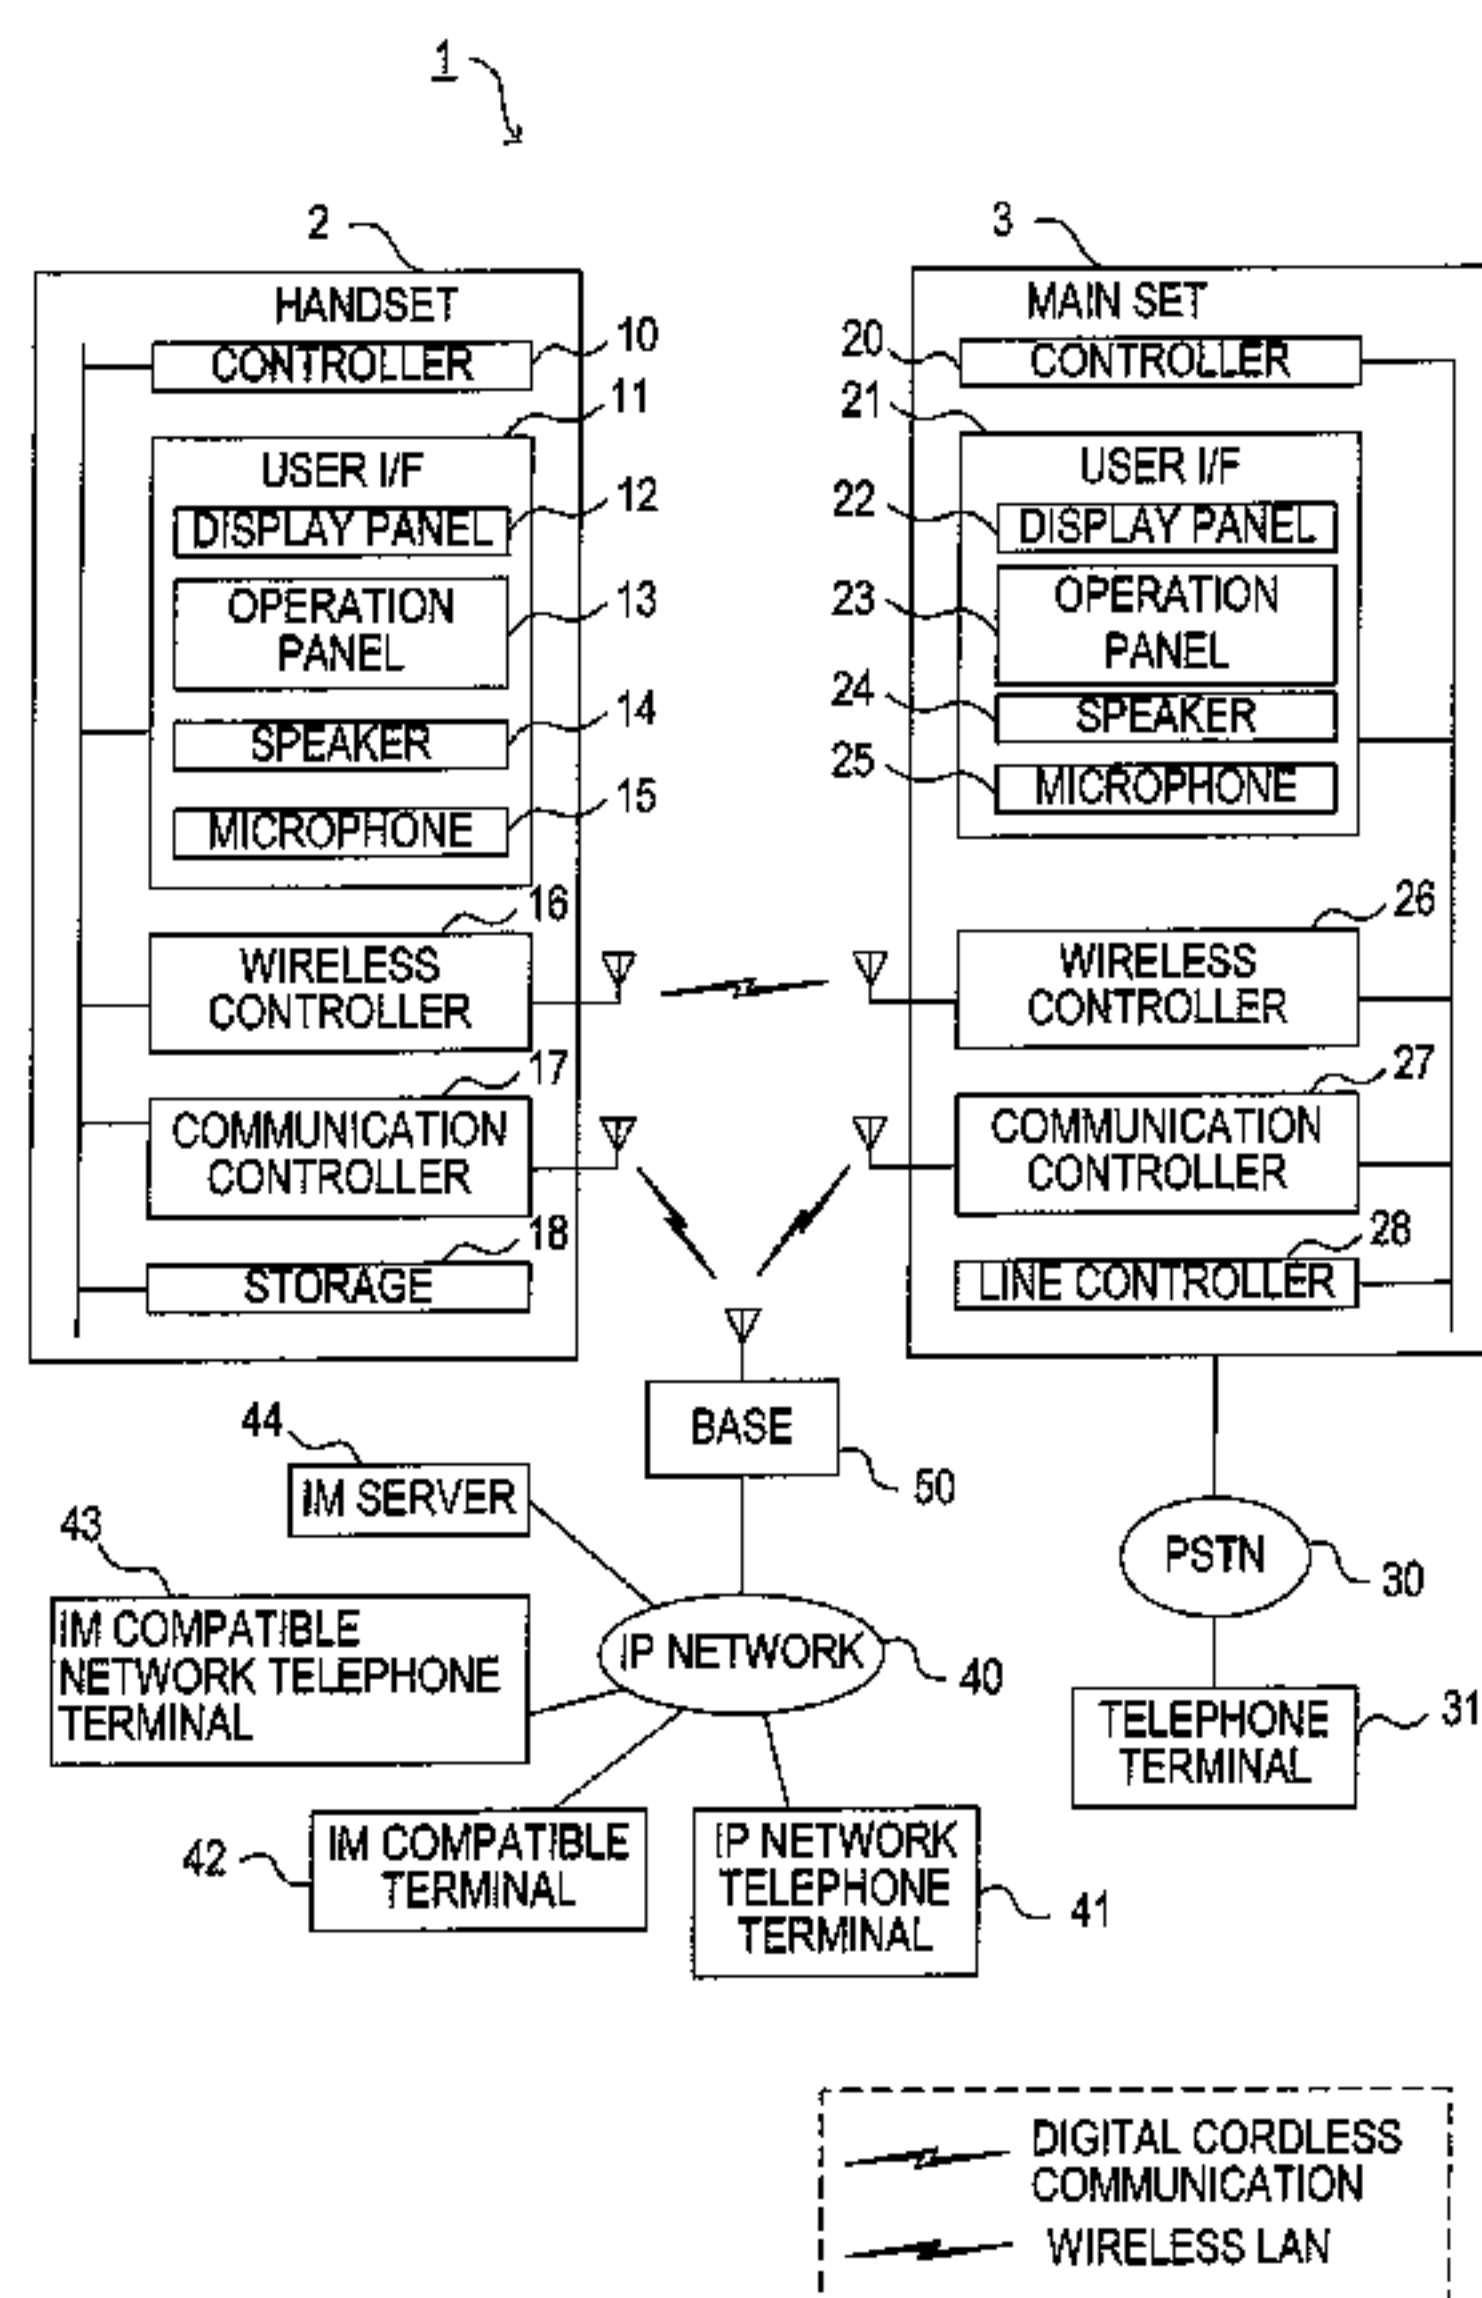 1
2
HANDSET
CONTROLLER
10
11
USER I/F
DISPLAY PANEL
12
OPERATION
PANEL
13
SPEAKER
14
MICROPHONE
15
16
WIRELESS
CONTROLLER
17
COMMUNICATION
CONTROLLER
18
STORAGE
3
MAIN SET
20
CONTROLLER
21
USER I/F
22
DISPLAY PANEL
23
OPERATION
PANEL
24
SPEAKER
25
MICROPHONE
26
WIRELESS
CONTROLLER
27
COMMUNICATION
CONTROLLER
28
LINE CONTROLLER
BASE
50
44
IM SERVER
43
IM COMPATIBLE
NETWORK TELEPHONE
TERMINAL
IP NETWORK
40
PSTN
30
TELEPHONE
TERMINAL
31
42
IM COMPATIBLE
TERMINAL
IP NETWORK
TELEPHONE
TERMINAL
41
DIGITAL CORDLESS
COMMUNICATION
WIRELESS LAN